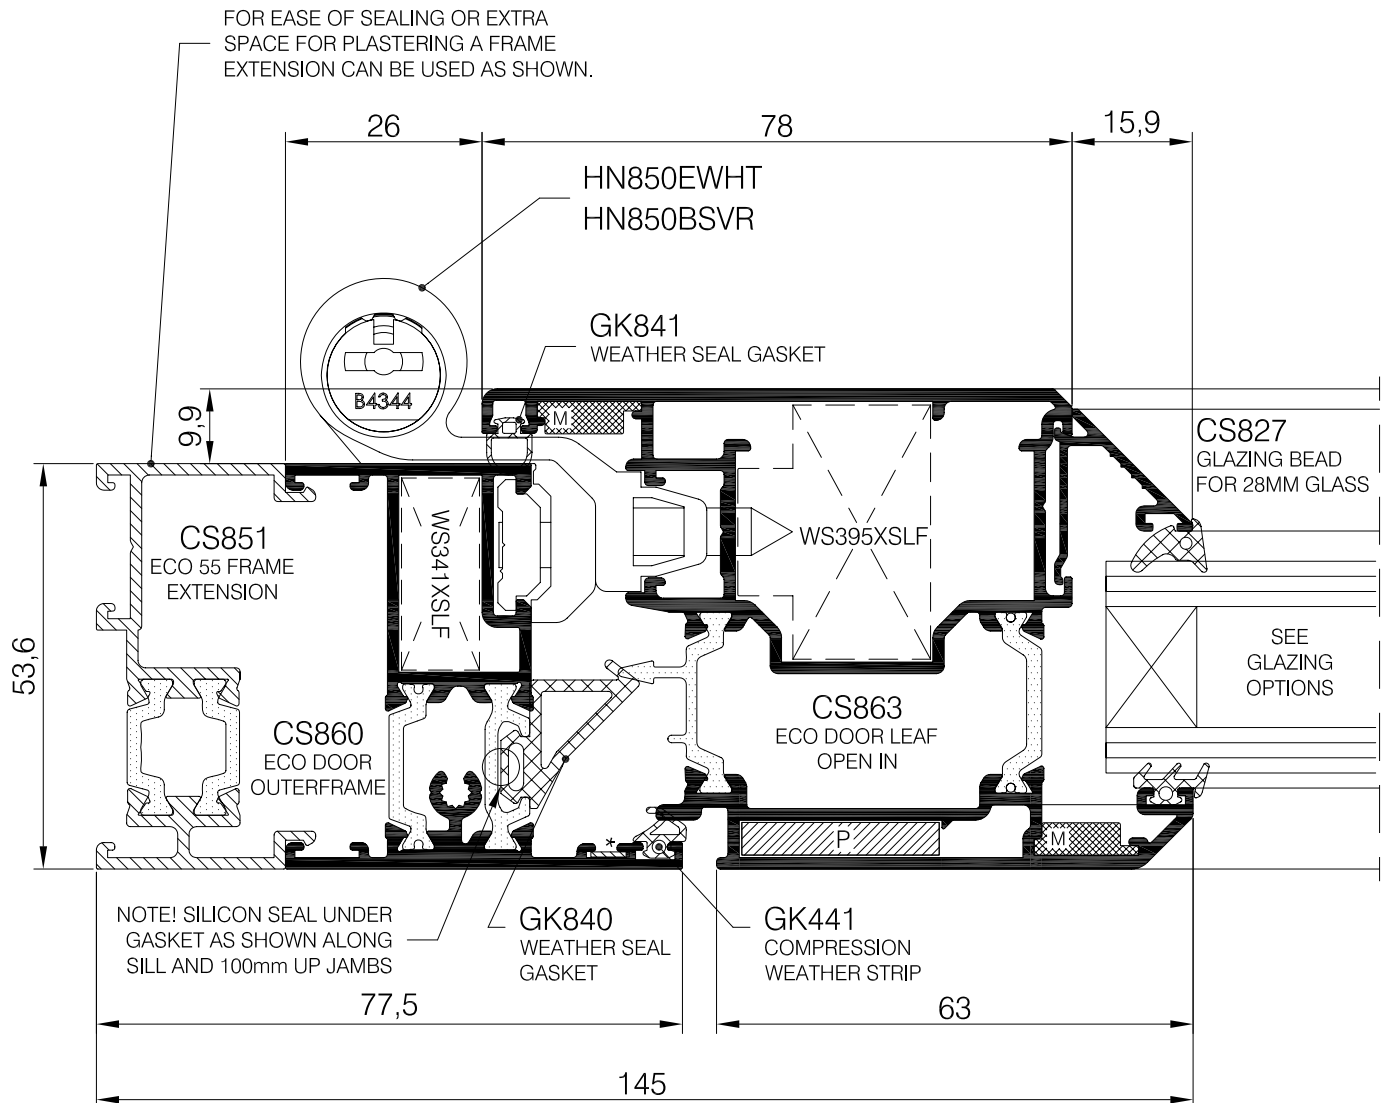 FOR EASE OF SEALING OR EXTRA
SPACE FOR PLASTERING A FRAME
EXTENSION CAN BE USED AS SHOWN.
26
78
15,9
HN850EWHT
HN850BSVR
GK841
WEATHER SEAL GASKET
B4344
M
9,9
CS827
GLAZING BEAD
FOR 28MM GLASS
CS851
ECO 55 FRAME
EXTENSION
WS341XSLF
WS395XSLF
53,6
SEE
GLAZING
OPTIONS
CS860
ECO DOOR
OUTERFRAME
CS863
ECO DOOR LEAF
OPEN IN
*
P
M
NOTE! SILICON SEAL UNDER
GASKET AS SHOWN ALONG
SILL AND 100mm UP JAMBS
GK840
WEATHER SEAL
GASKET
GK441
COMPRESSION
WEATHER STRIP
77,5
63
145